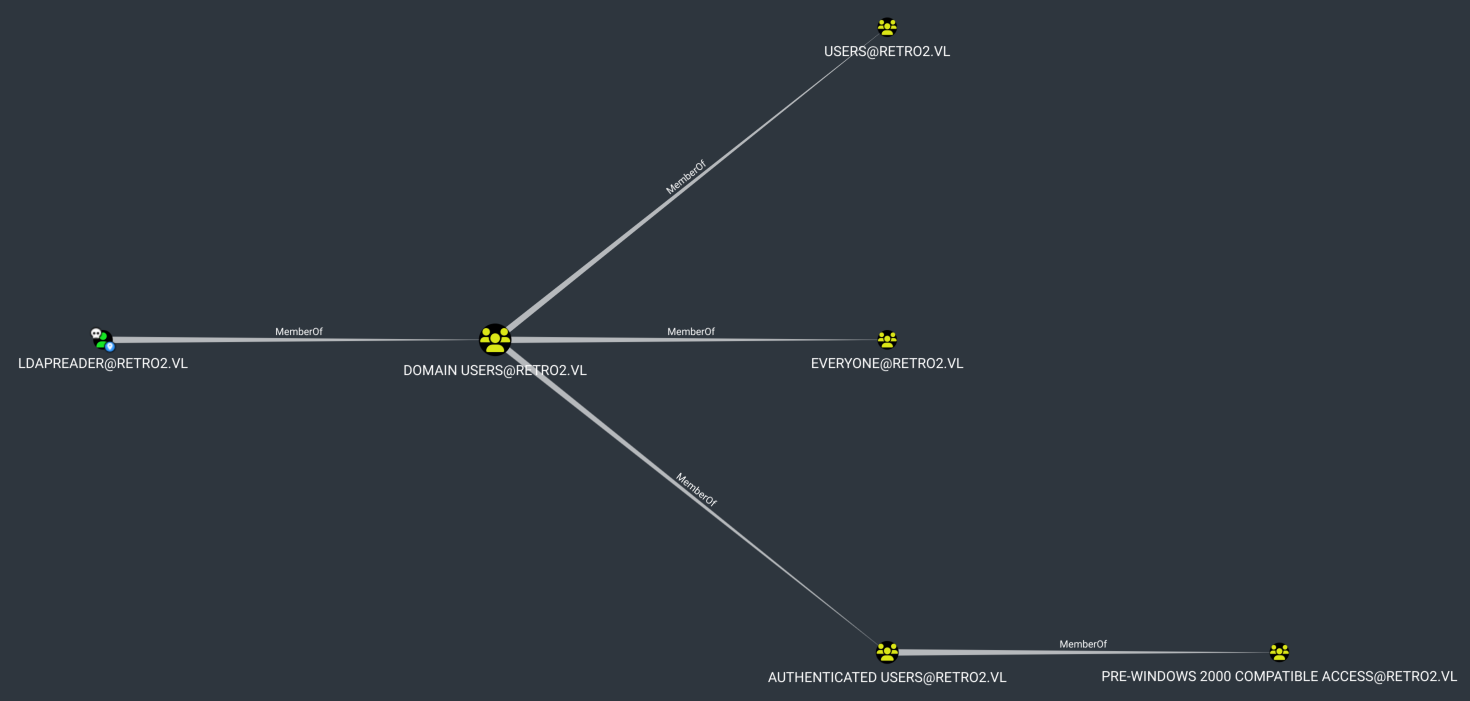 USERS@RETRO2.VL
MemberOf
MemberOf
MemberOf
LDAPREADER@RETRO2.VL
DOMAIN USERS@RETRO2.VL
EVERYONE@RETRO2.VL
MemberOf
MemberOf
AUTHENTICATED USERS@RETRO2.VL
PRE-WINDOWS 2000 COMPATIBLE ACCESS@RETRO2.VL